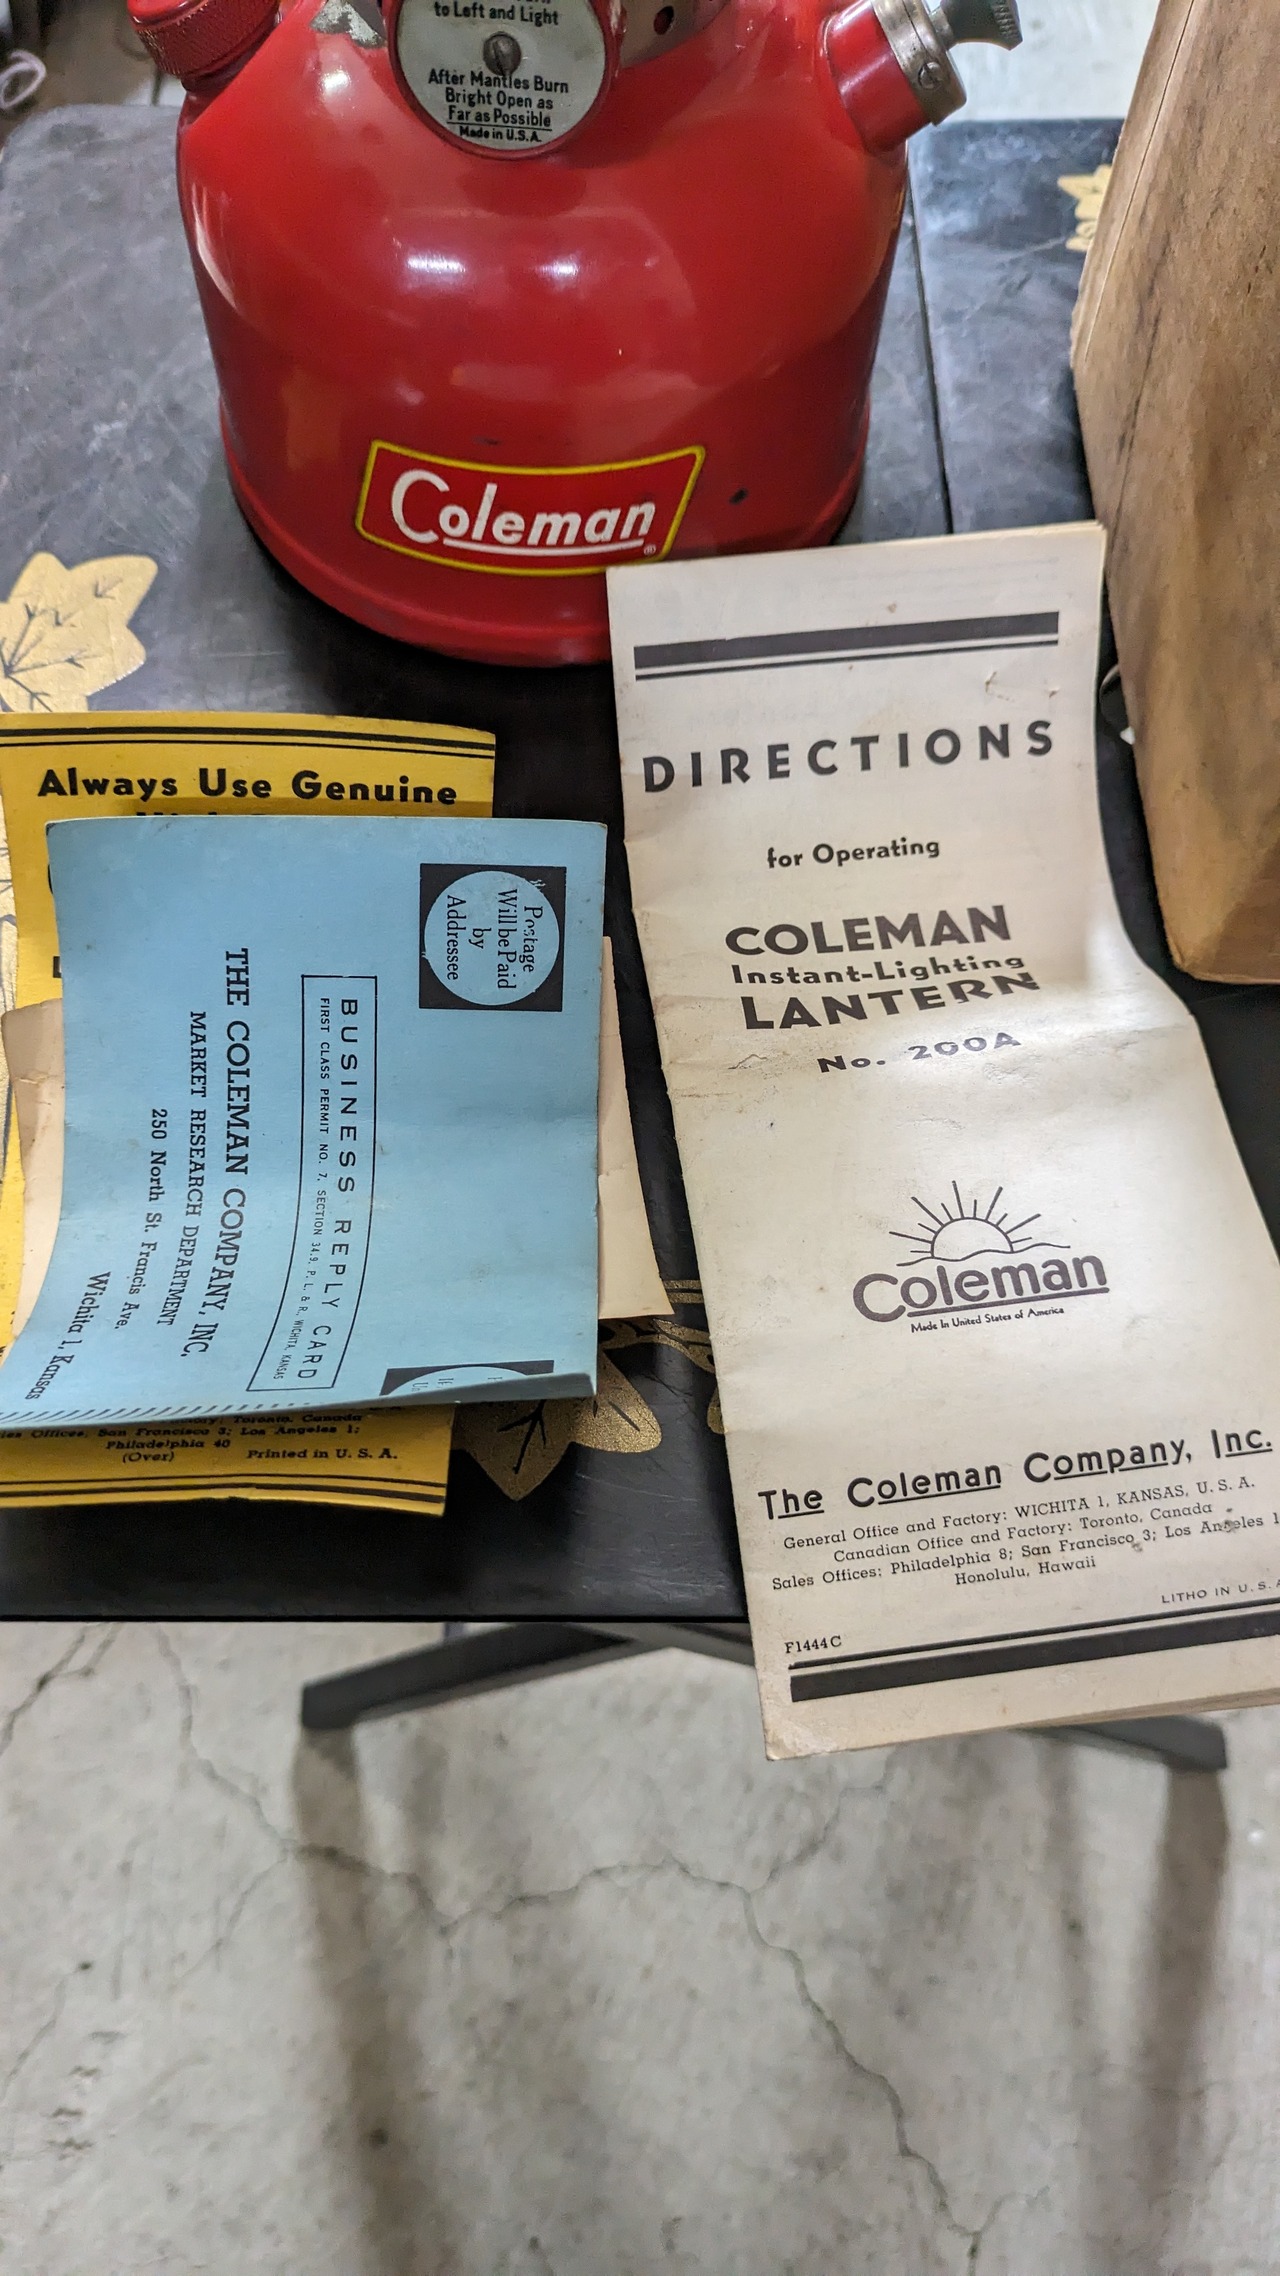 to Left and Light
After Mantles Burn
Bright Open as
Far as Possible
Made in U.S.A.
Coleman
®
DIRECTIONS
for Operating
COLEMAN
Instant-Lighting
LANTERN
No. 200A
Coleman
Made In United States of America
The Coleman Company, Inc.
General Office and Factory: WICHITA 1, KANSAS, U. S. A.
Canadian Office and Factory: Toronto, Canada
Sales Offices: Philadelphia 8; San Francisco 3; Los Angeles 1
Honolulu, Hawaii
LITHO IN U.S.A
F1444C
Always Use Genuine
Postage
Will be Paid
by
Addressee
BUSINESS REPLY CARD
FIRST CLASS PERMIT NO. 7, SECTION 34.9, P. L. & R., WICHITA, KANSAS
THE COLEMAN COMPANY, INC.
MARKET RESEARCH DEPARTMENT
250 North St. Francis Ave.
Wichita 1, Kansas
Toronto, Canada
Offices, San Francisco 3; Los Angeles 1;
Philadelphia 40
(Over) Printed in U. S. A.